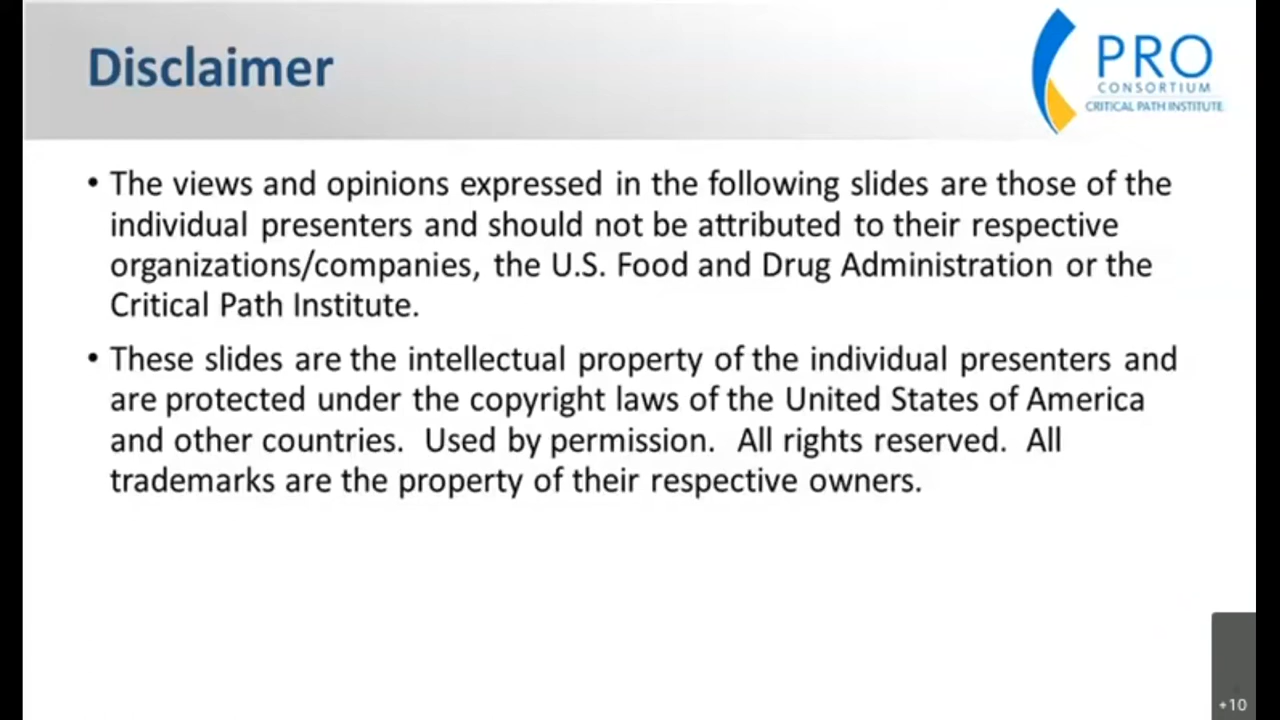 Disclaimer
PRO
CONSORTIUM
CRITICAL PATH INSTITUTE
• The views and opinions expressed in the following slides are those of the
individual presenters and should not be attributed to their respective
organizations/companies, the U.S. Food and Drug Administration or the
Critical Path Institute.
• These slides are the intellectual property of the individual presenters and
are protected under the copyright laws of the United States of America
and other countries.  Used by permission.  All rights reserved.  All
trademarks are the property of their respective owners.
+10